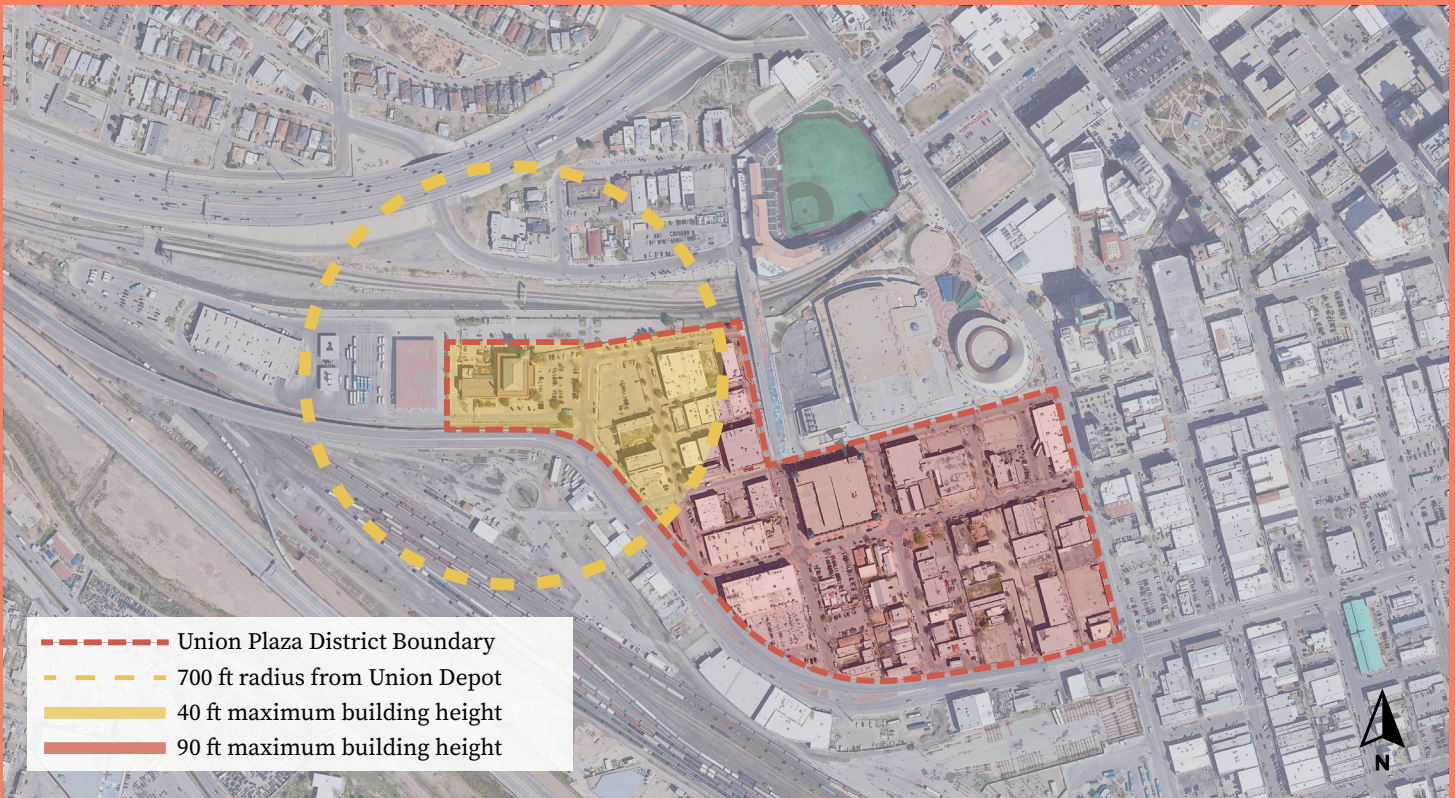 Union Plaza District Boundary
700 ft radius from Union Depot
40 ft maximum building height
90 ft maximum building height
N